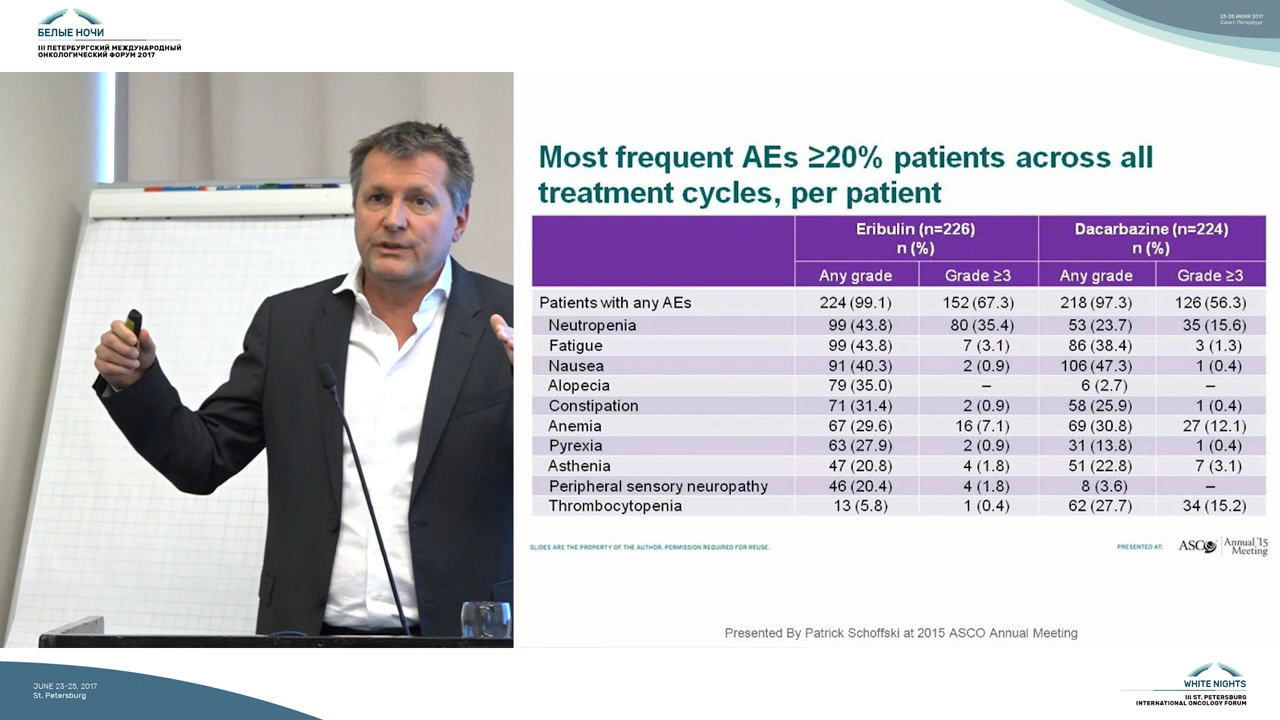 БЕЛЫЕ НОЧИ
III ПЕТЕРБУРГСКИЙ МЕЖДУНАРОДНЫЙ
ОНКОЛОГИЧЕСКИЙ ФОРУМ 2017
23-25 ИЮНЯ 2017
Санкт-Петербург
Most frequent AEs ≥20% patients across all
treatment cycles, per patient
Eribulin (n=226) Dacarbazine (n=224)
n (%) n (%)
Any grade Grade ≥3 Any grade Grade ≥3
Patients with any AEs 224 (99.1) 152 (67.3) 218 (97.3) 126 (56.3)
Neutropenia 99 (43.8) 80 (35.4) 53 (23.7) 35 (15.6)
Fatigue 99 (43.8) 7 (3.1) 86 (38.4) 3 (1.3)
Nausea 91 (40.3) 2 (0.9) 106 (47.3) 1 (0.4)
Alopecia 79 (35.0) – 6 (2.7) –
Constipation 71 (31.4) 2 (0.9) 58 (25.9) 1 (0.4)
Anemia 67 (29.6) 16 (7.1) 69 (30.8) 27 (12.1)
Pyrexia 63 (27.9) 2 (0.9) 31 (13.8) 1 (0.4)
Asthenia 47 (20.8) 4 (1.8) 51 (22.8) 7 (3.1)
Peripheral sensory neuropathy 46 (20.4) 4 (1.8) 8 (3.6) –
Thrombocytopenia 13 (5.8) 1 (0.4) 62 (27.7) 34 (15.2)
SLIDES ARE THE PROPERTY OF THE AUTHOR. PERMISSION REQUIRED FOR REUSE.
PRESENTED AT: ASCO Annual '15
Meeting
Presented By Patrick Schoffski at 2015 ASCO Annual Meeting
JUNE 23-25, 2017
St. Petersburg
WHITE NIGHTS
III ST. PETERSBURG
INTERNATIONAL ONCOLOGY FORUM